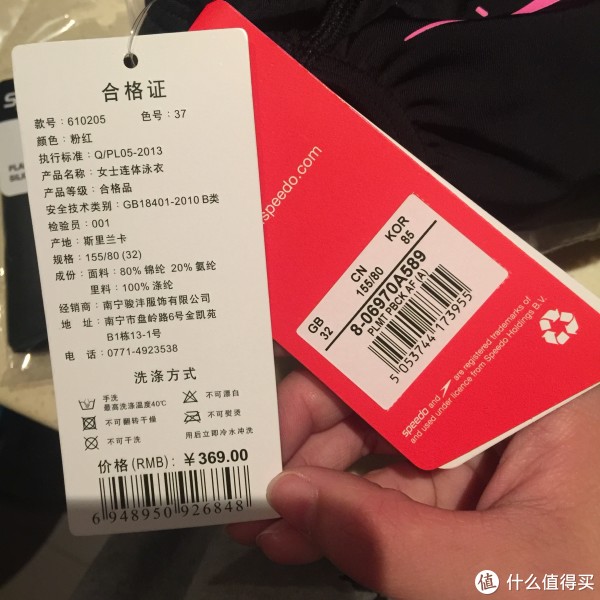 合格证
款号：610205 色号：37
颜色：粉红
执行标准：Q/PL05-2013
产品名称：女士连体泳衣
产品等级：合格品
安全技术类别：GB18401-2010 B类
检验员：001
产地：斯里兰卡
规格：155/80 (32)
成份：面料：80% 锦纶 20% 氨纶
里料：100% 涤纶
经销商：南宁骏洋服饰有限公司
地 址：南宁市盘岭路6号金凯苑
B1栋13-1号
电话：0771-4923538
洗涤方式
手洗
最高洗涤温度40℃
不可漂白
不可翻转干燥
不可熨烫
不可干洗
用后立即冷水冲洗
价格(RMB)：￥369.00
6 948950 926848
speedo.com
GB
32
CN
155/80
KOR
85
8-06970A589
PLMT PBCK AF (A)
5 053744 173955
speedo and are registered trademarks of
and used under licence from Speedo Holdings B.V.
值 什么值得买